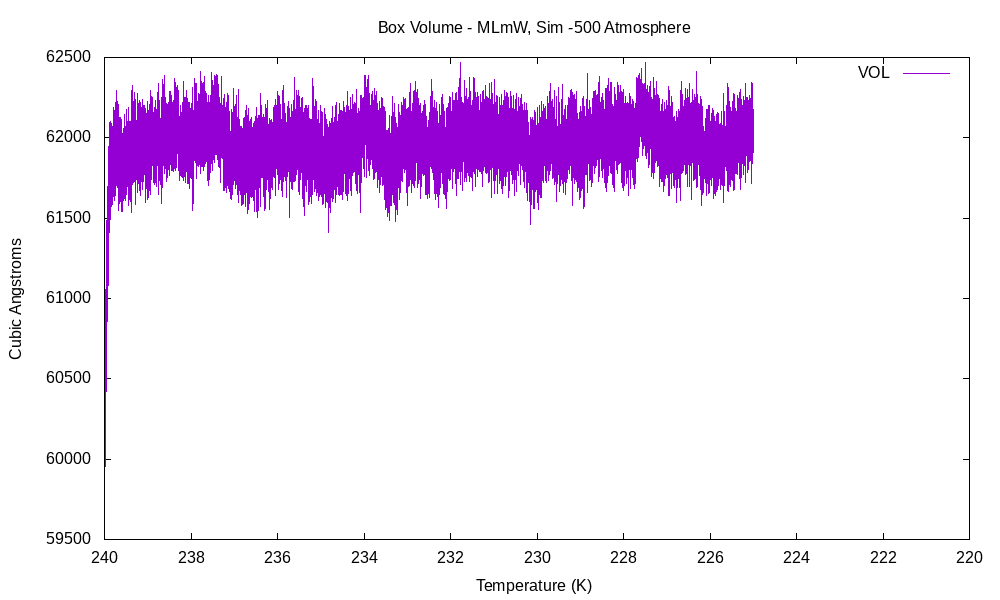 Box Volume - MLmW, Sim -500 Atmosphere
VOL
62500
62000
61500
61000
60500
60000
59500
Cubic Angstroms
240 238 236 234 232 230 228 226 224 222 220
Temperature (K)